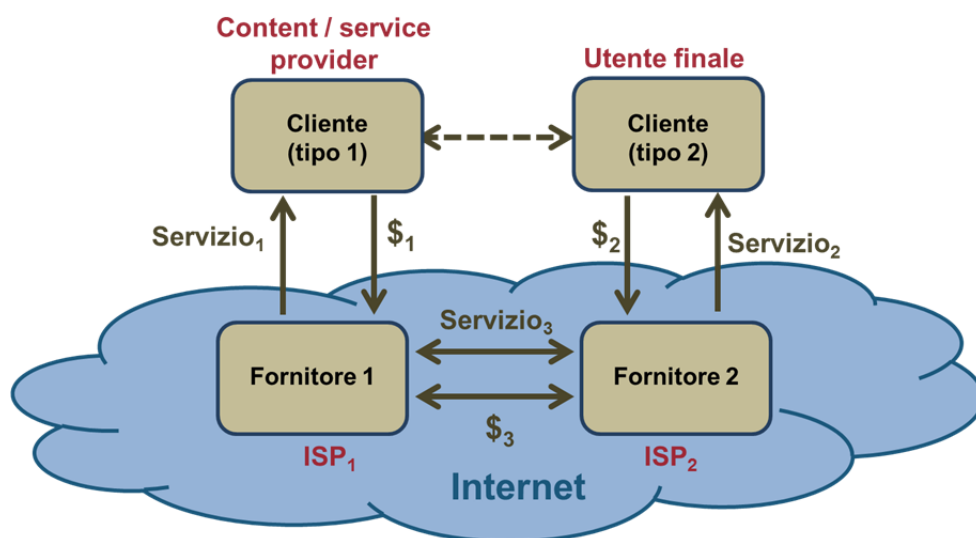 Content / service
provider
Utente finale
Cliente
(tipo 1)
Cliente
(tipo 2)
Servizio₁
$₁
$₂
Servizio₂
Servizio₃
Fornitore 1
Fornitore 2
$₃
ISP₁
ISP₂
Internet